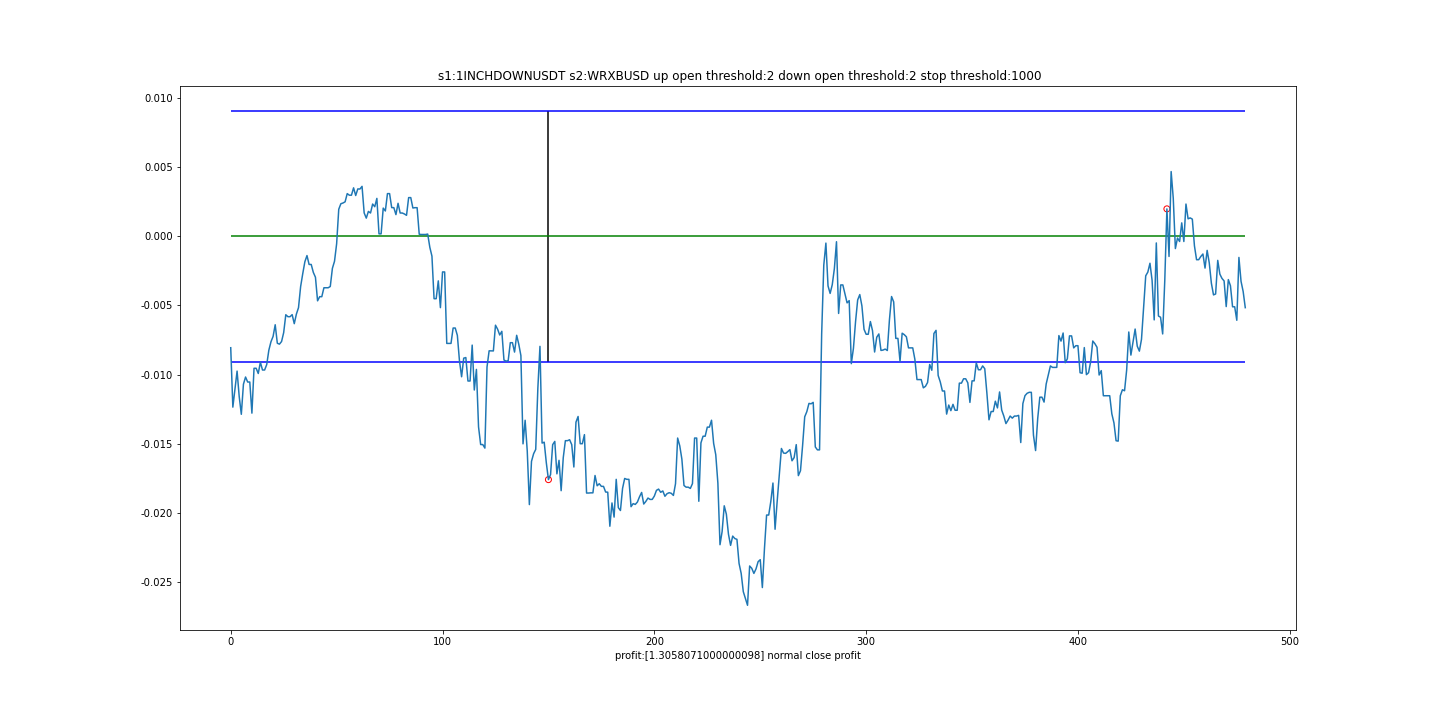 s1:1INCHDOWNUSDT s2:WRXBUSD up open threshold:2 down open threshold:2 stop threshold:1000
0.010
0.005
0.000
-0.005
-0.010
-0.015
-0.020
-0.025
0 100 200 300 400 500
profit:[1.3058071000000098] normal close profit